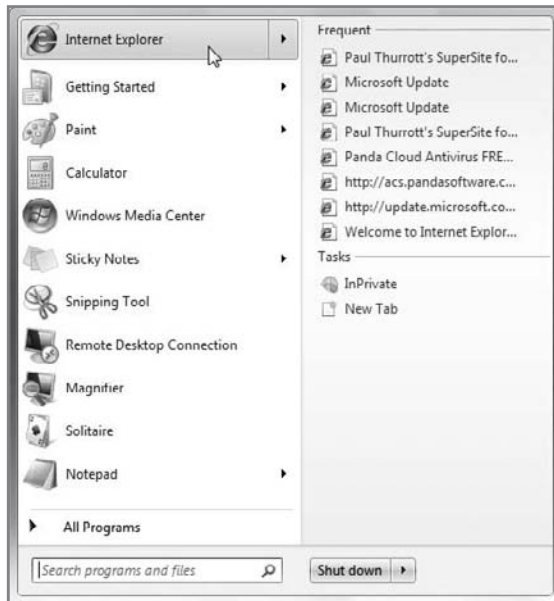 Internet Explorer
Getting Started
Paint
Calculator
Windows Media Center
Sticky Notes
Snipping Tool
Remote Desktop Connection
Magnifier
Solitaire
Notepad
All Programs
Search programs and files
Frequent
Paul Thurrott's SuperSite fo...
Microsoft Update
Microsoft Update
Paul Thurrott's SuperSite fo...
Panda Cloud Antivirus FRE...
http://acs.pandasoftware.c...
http://update.microsoft.co...
Welcome to Internet Explor...
Tasks
InPrivate
New Tab
Shut down